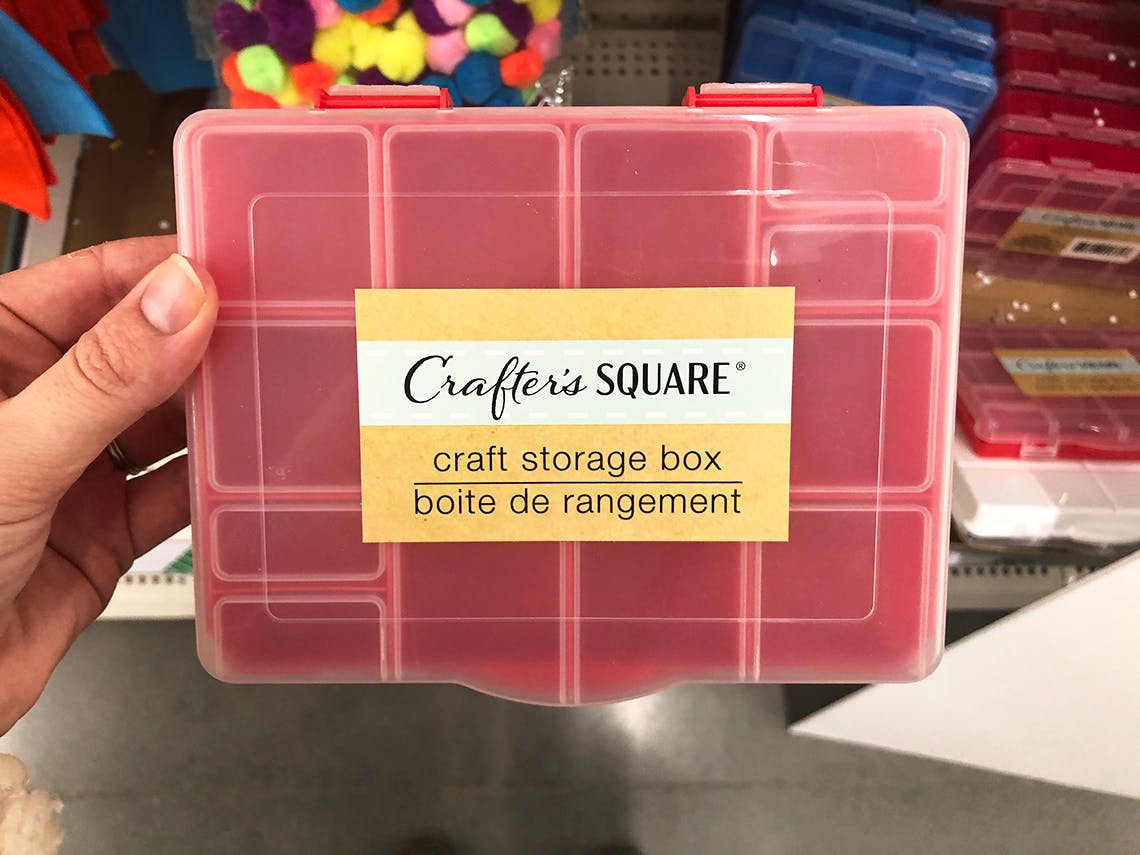 Crafter's SQUARE®
craft storage box
boite de rangement